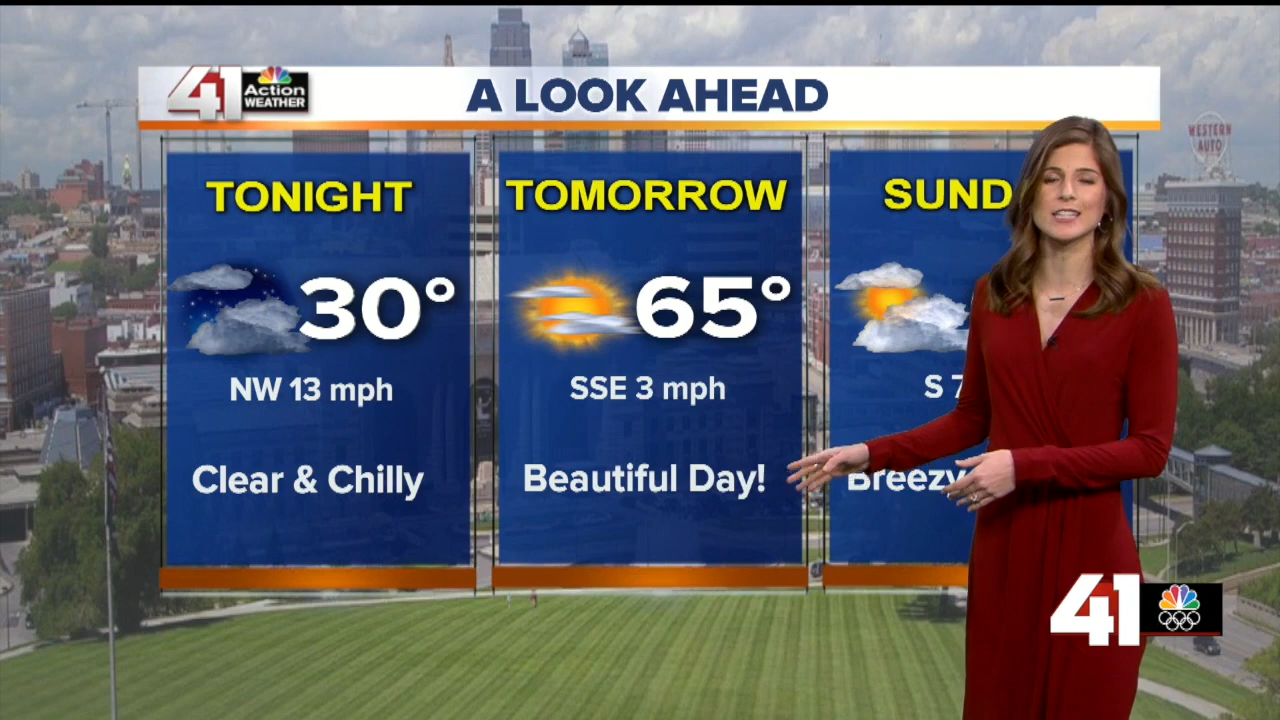 41 Action
WEATHER
A LOOK AHEAD
WESTERN
AUTO
TONIGHT
30°
NW 13 mph
Clear & Chilly
TOMORROW
65°
SSE 3 mph
Beautiful Day!
SUND
S 7
Breezy
41